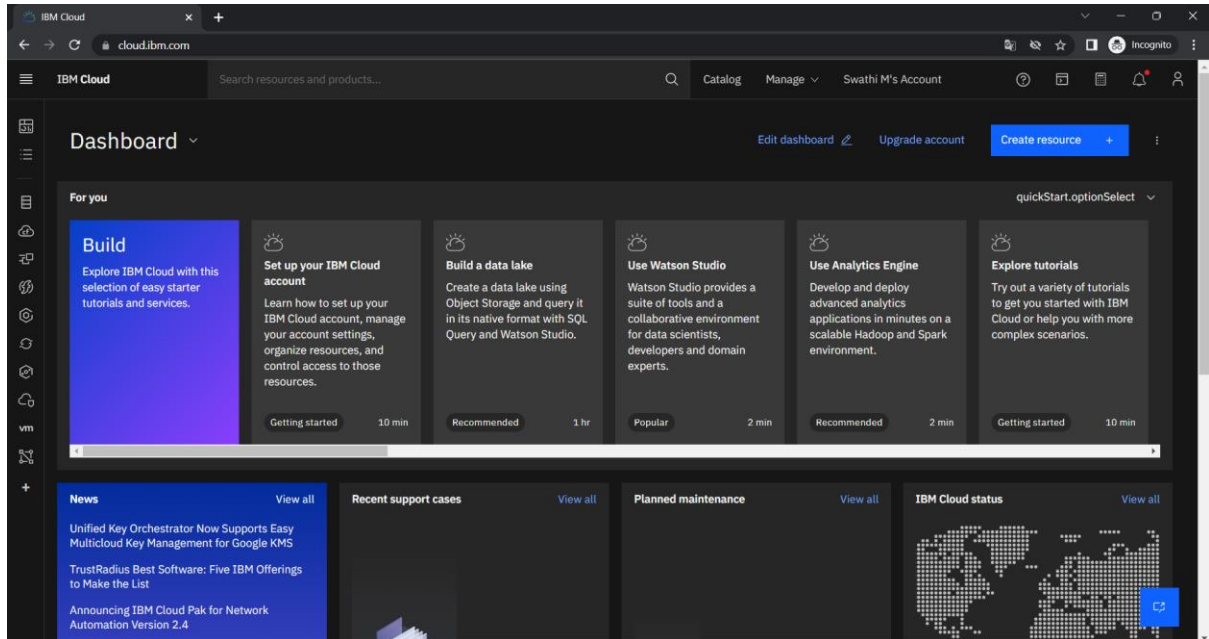 IBM Cloud
cloud.ibm.com
Incognito
IBM Cloud
Search resources and products...
Catalog
Manage
Swathi M's Account
Dashboard
Edit dashboard
Upgrade account
Create resource +
For you
quickStart.optionSelect
Build
Explore IBM Cloud with this
selection of easy starter
tutorials and services.
Set up your IBM Cloud
account
Learn how to set up your
IBM Cloud account, manage
your account settings,
organize resources, and
control access to those
resources.
Getting started 10 min
Build a data lake
Create a data lake using
Object Storage and query it
in its native format with SQL
Query and Watson Studio.
Recommended 1 hr
Use Watson Studio
Watson Studio provides a
suite of tools and a
collaborative environment
for data scientists,
developers and domain
experts.
Popular 2 min
Use Analytics Engine
Develop and deploy
advanced analytics
applications in minutes on a
scalable Hadoop and Spark
environment.
Recommended 2 min
Explore tutorials
Try out a variety of tutorials
to get you started with IBM
Cloud or help you with more
complex scenarios.
Getting started 10 min
vm
News View all
Unified Key Orchestrator Now Supports Easy
Multicloud Key Management for Google KMS
TrustRadius Best Software: Five IBM Offerings
to Make the List
Announcing IBM Cloud Pak for Network
Automation Version 2.4
Recent support cases View all
Planned maintenance View all
IBM Cloud status View all